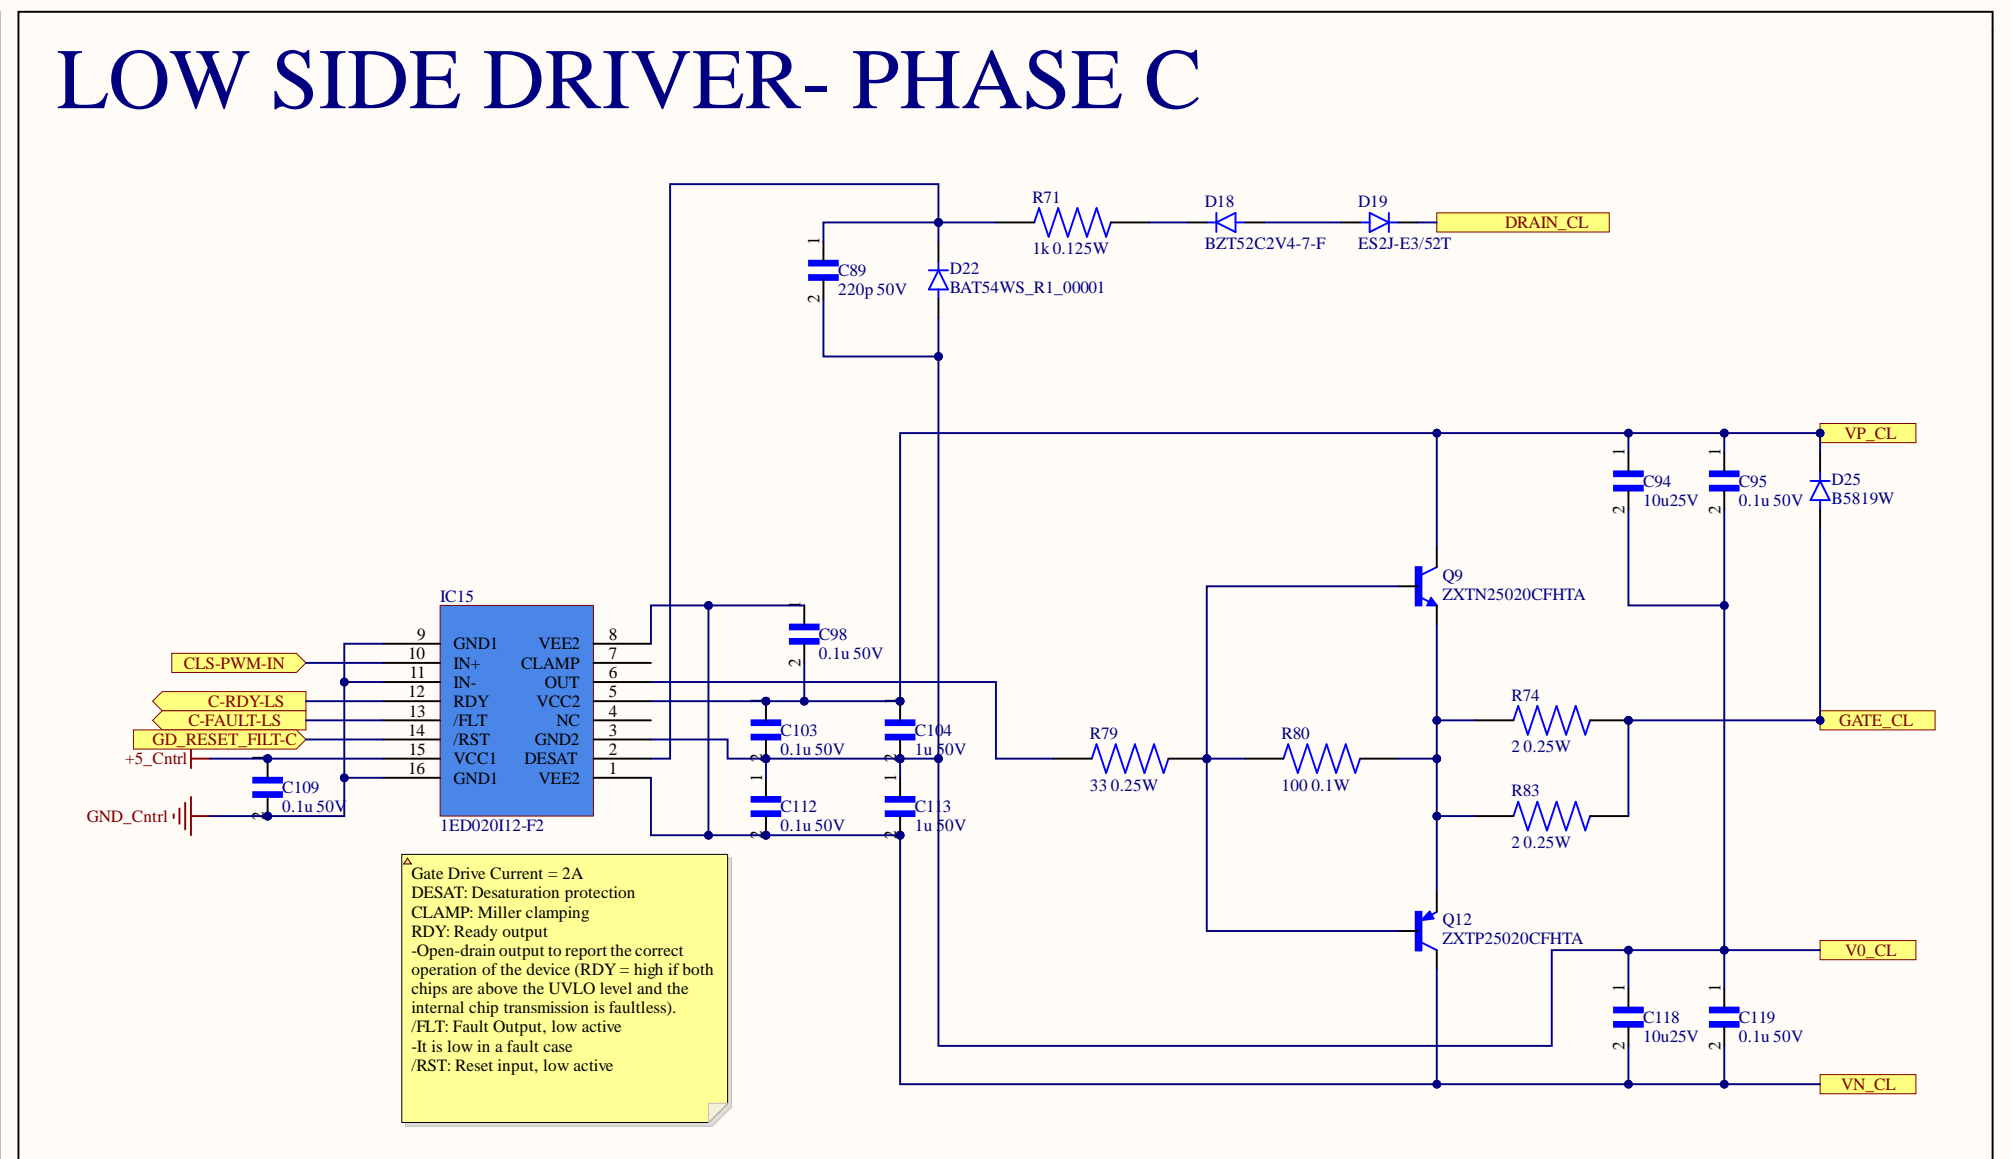 LOW SIDE DRIVER- PHASE C
R71
1k 0.125W
D18
BZT52C2V4-7-F
D19
ES2J-E3/52T
DRAIN_CL
1
C89
220p 50V
2
D22
BAT54WS_R1_00001
VP_CL
1
C94
10u25V
2
1
C95
0.1u 50V
2
D25
B5819W
Q9
ZXTN25020CFHTA
IC15
9 GND1
10 IN+
11 IN-
12 RDY
13 /FLT
14 /RST
15 VCC1
16 GND1
VEE2 8
CLAMP 7
OUT 6
VCC2 5
NC 4
GND2 3
DESAT 2
VEE2 1
1ED020I12-F2
CLS-PWM-IN
C-RDY-LS
C-FAULT-LS
GD_RESET_FILT-C
+5_Cntrl
1
C109
0.1u 50V
2
GND_Cntrl
1
C98
0.1u 50V
2
C103
0.1u 50V
2
C104
1u 50V
2
1
C112
0.1u 50V
2
1
C113
1u 50V
2
R79
33 0.25W
R80
100 0.1W
R74
2 0.25W
GATE_CL
R83
2 0.25W
Q12
ZXTP25020CFHTA
V0_CL
1
C118
10u25V
2
1
C119
0.1u 50V
2
VN_CL
Gate Drive Current = 2A
DESAT: Desaturation protection
CLAMP: Miller clamping
RDY: Ready output
-Open-drain output to report the correct
operation of the device (RDY = high if both
chips are above the UVLO level and the
internal chip transmission is faultless).
/FLT: Fault Output, low active
-It is low in a fault case
/RST: Reset input, low active